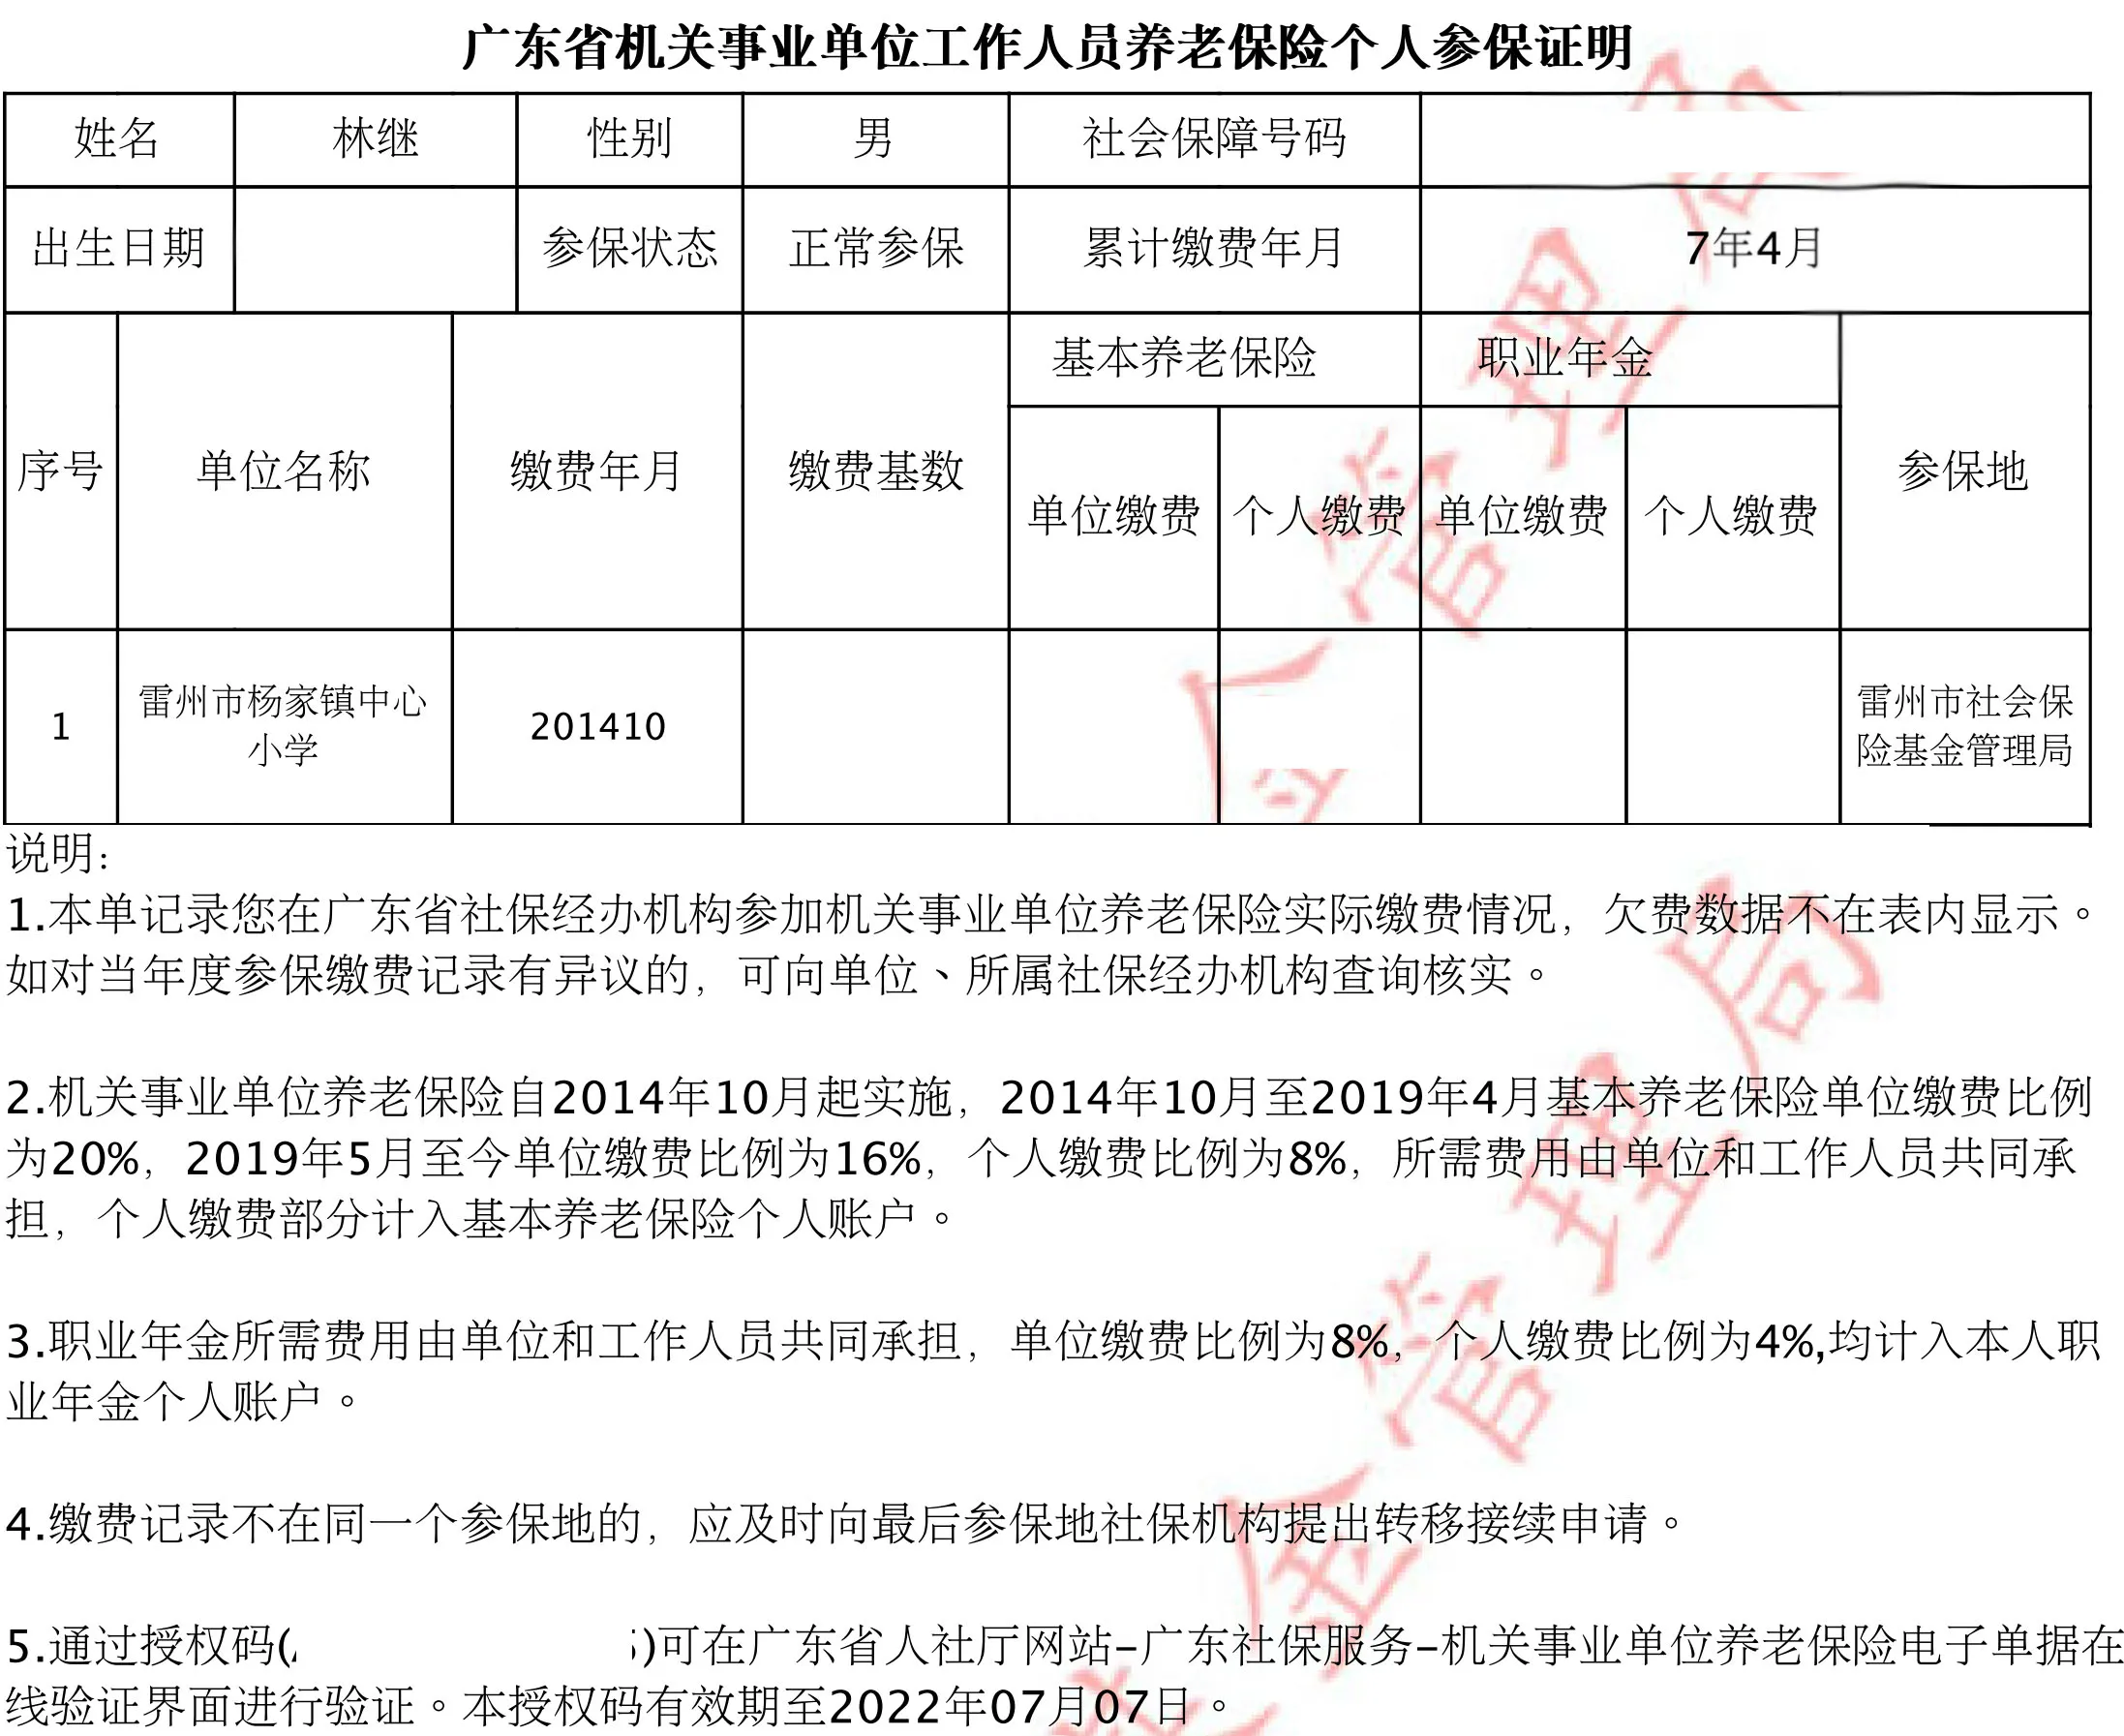 广东省机关事业单位工作人员养老保险个人参保证明
姓名 林继 性别 男 社会保障号码
出生日期 参保状态 正常参保 累计缴费年月 7年4月
序号 单位名称 缴费年月 缴费基数 基本养老保险 职业年金 参保地
单位缴费 个人缴费 单位缴费 个人缴费
1 雷州市杨家镇中心 201410 雷州市社会保
小学 险基金管理局
说明:
1.本单记录您在广东省社保经办机构参加机关事业单位养老保险实际缴费情况，欠费数据不在表内显示。
如对当年度参保缴费记录有异议的，可向单位、所属社保经办机构查询核实。
2.机关事业单位养老保险自2014年10月起实施，2014年10月至2019年4月基本养老保险单位缴费比例
为20%，2019年5月至今单位缴费比例为16%，个人缴费比例为8%，所需费用由单位和工作人员共同承
担，个人缴费部分计入基本养老保险个人账户。
3.职业年金所需费用由单位和工作人员共同承担，单位缴费比例为8%，个人缴费比例为4%,均计入本人职
业年金个人账户。
4.缴费记录不在同一个参保地的，应及时向最后参保地社保机构提出转移接续申请。
5.通过授权码( )可在广东省人社厅网站–广东社保服务–机关事业单位养老保险电子单据在
线验证界面进行验证。本授权码有效期至2022年07月07日。
管理局
金管理局